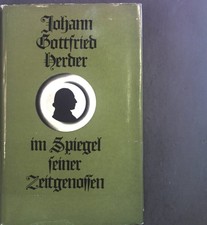 Johann
Gottfried
Herder
im Spiegel
seiner
Zeitgenossen